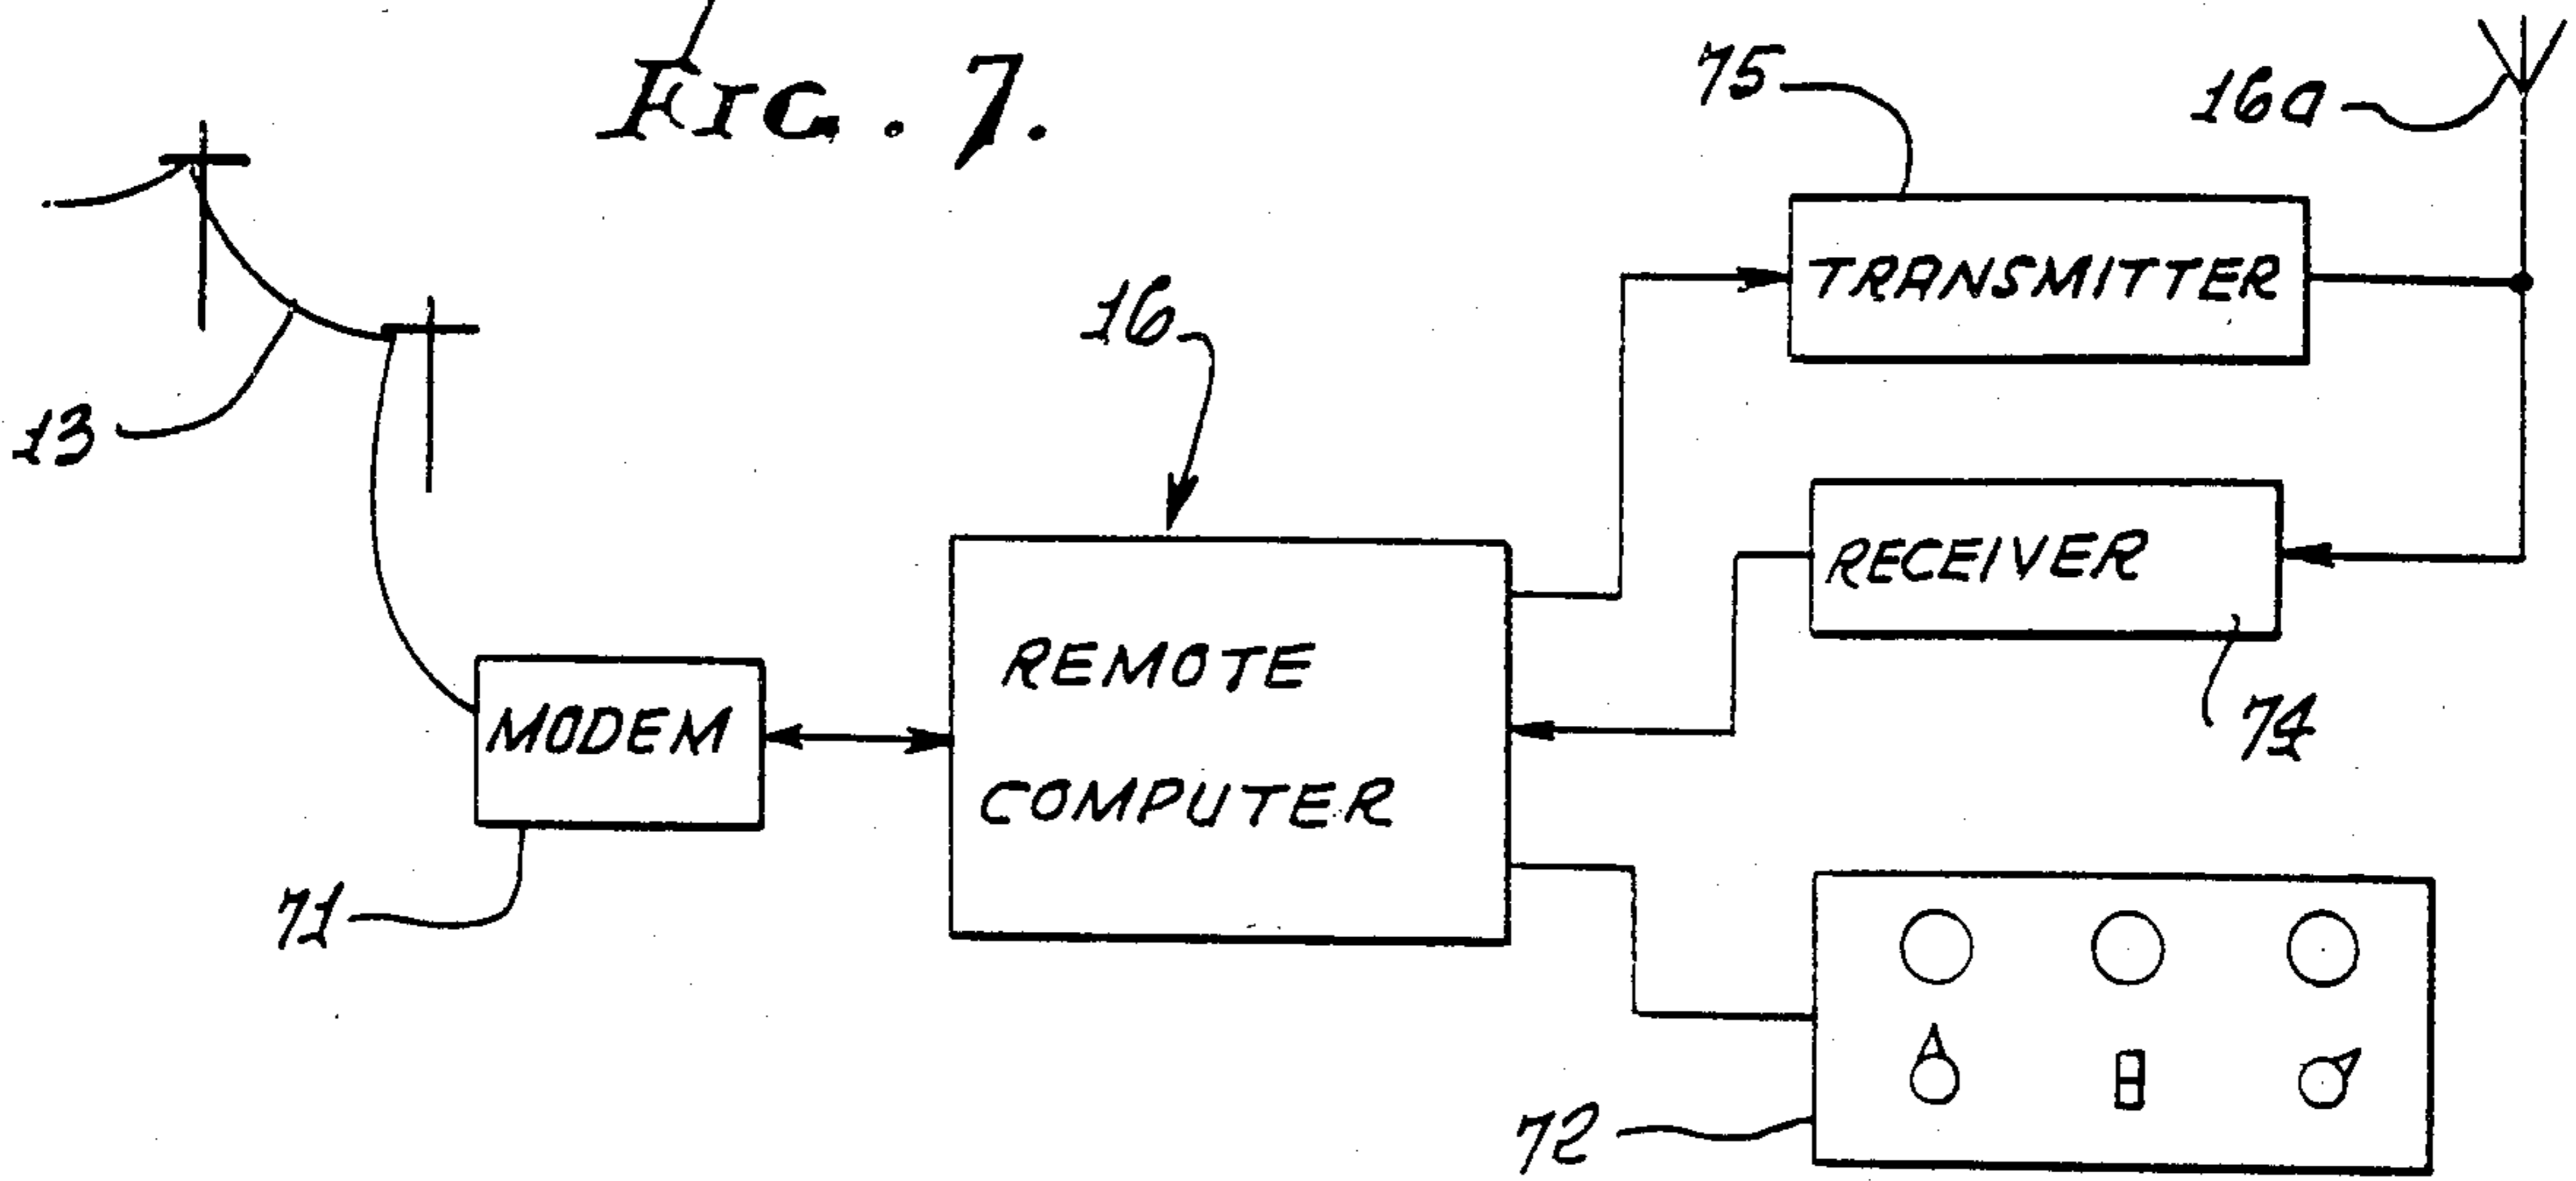 FIG. 7.
75
16a
TRANSMITTER
16
13
RECEIVER
REMOTE
COMPUTER
MODEM
74
71
72